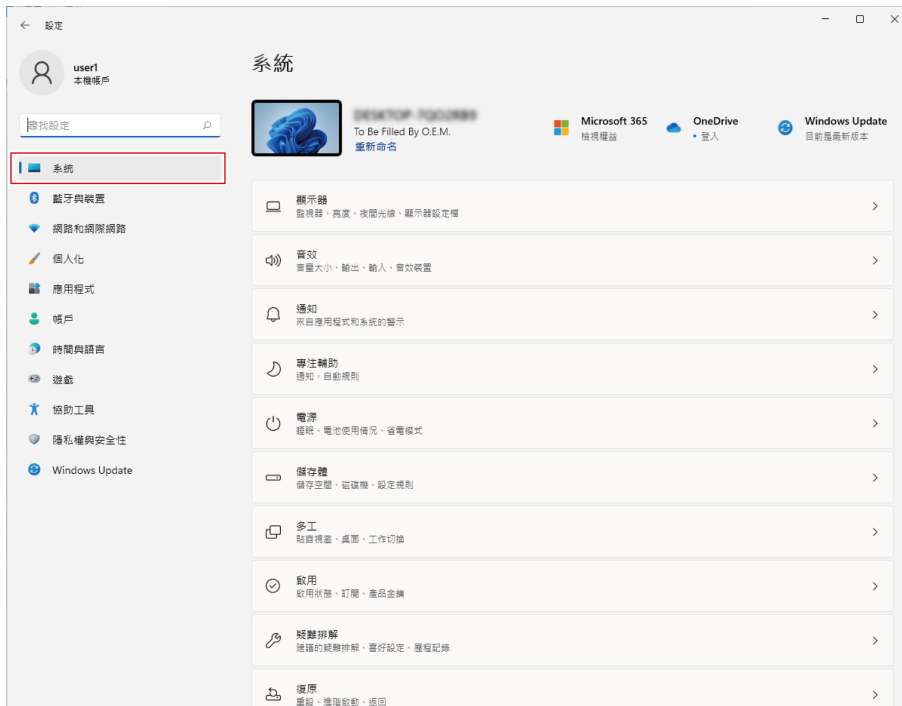 設定
user1
本機帳戶
尋找設定
系統
藍牙與裝置
網路和網際網路
個人化
應用程式
帳戶
時間與語言
遊戲
協助工具
隱私權與安全性
Windows Update
系統
To Be Filled By O.E.M.
重新命名
Microsoft 365
檢視權益
OneDrive
• 登入
Windows Update
目前是最新版本
顯示器
監視器、亮度、夜間光線、顯示器設定檔
音效
音量大小、輸出、輸入、音效裝置
通知
來自應用程式和系統的警示
專注輔助
通知，自動規則
電源
睡眠、電池使用情況、省電模式
儲存體
儲存空間、磁碟機、設定規則
多工
貼齊視窗、桌面、工作切換
啟用
啟用狀態、訂閱、產品金鑰
疑難排解
建議的疑難排解、喜好設定、歷程記錄
復原
重設、進階啟動、返回